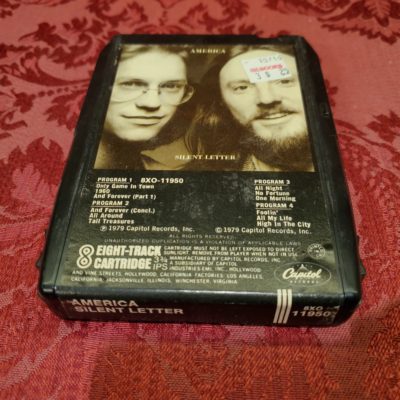 AMERICA
SILENT LETTER
PROGRAM 1 8XO-11950
Only Game In Town
1960
And Forever (Part 1)
PROGRAM 2
And Forever (Concl.)
All Around
Tall Treasures
PROGRAM 3
All Night
No Fortune
One Morning
PROGRAM 4
Foolin'
All My Life
High In The City
Ⓟ 1979 Capitol Records, Inc.
© 1979 Capitol Records, Inc.
ALL RIGHTS RESERVED.
UNAUTHORIZED DUPLICATION IS A VIOLATION OF APPLICABLE LAWS
8 EIGHT-TRACK
CARTRIDGE 3¾ IPS
CARTRIDGE MUST NOT BE LEFT EXPOSED TO DIRECT
SUNLIGHT. REMOVE FROM PLAYER WHEN NOT IN USE
MANUFACTURED BY CAPITOL RECORDS, INC.,
A SUBSIDIARY OF CAPITOL
INDUSTRIES-EMI, INC., HOLLYWOOD
AND VINE STREETS, HOLLYWOOD, CALIFORNIA. FACTORIES: LOS ANGELES,
CALIFORNIA; JACKSONVILLE, ILLINOIS; WINCHESTER, VIRGINIA.
Capitol
AMERICA
SILENT LETTER
8XO
11950